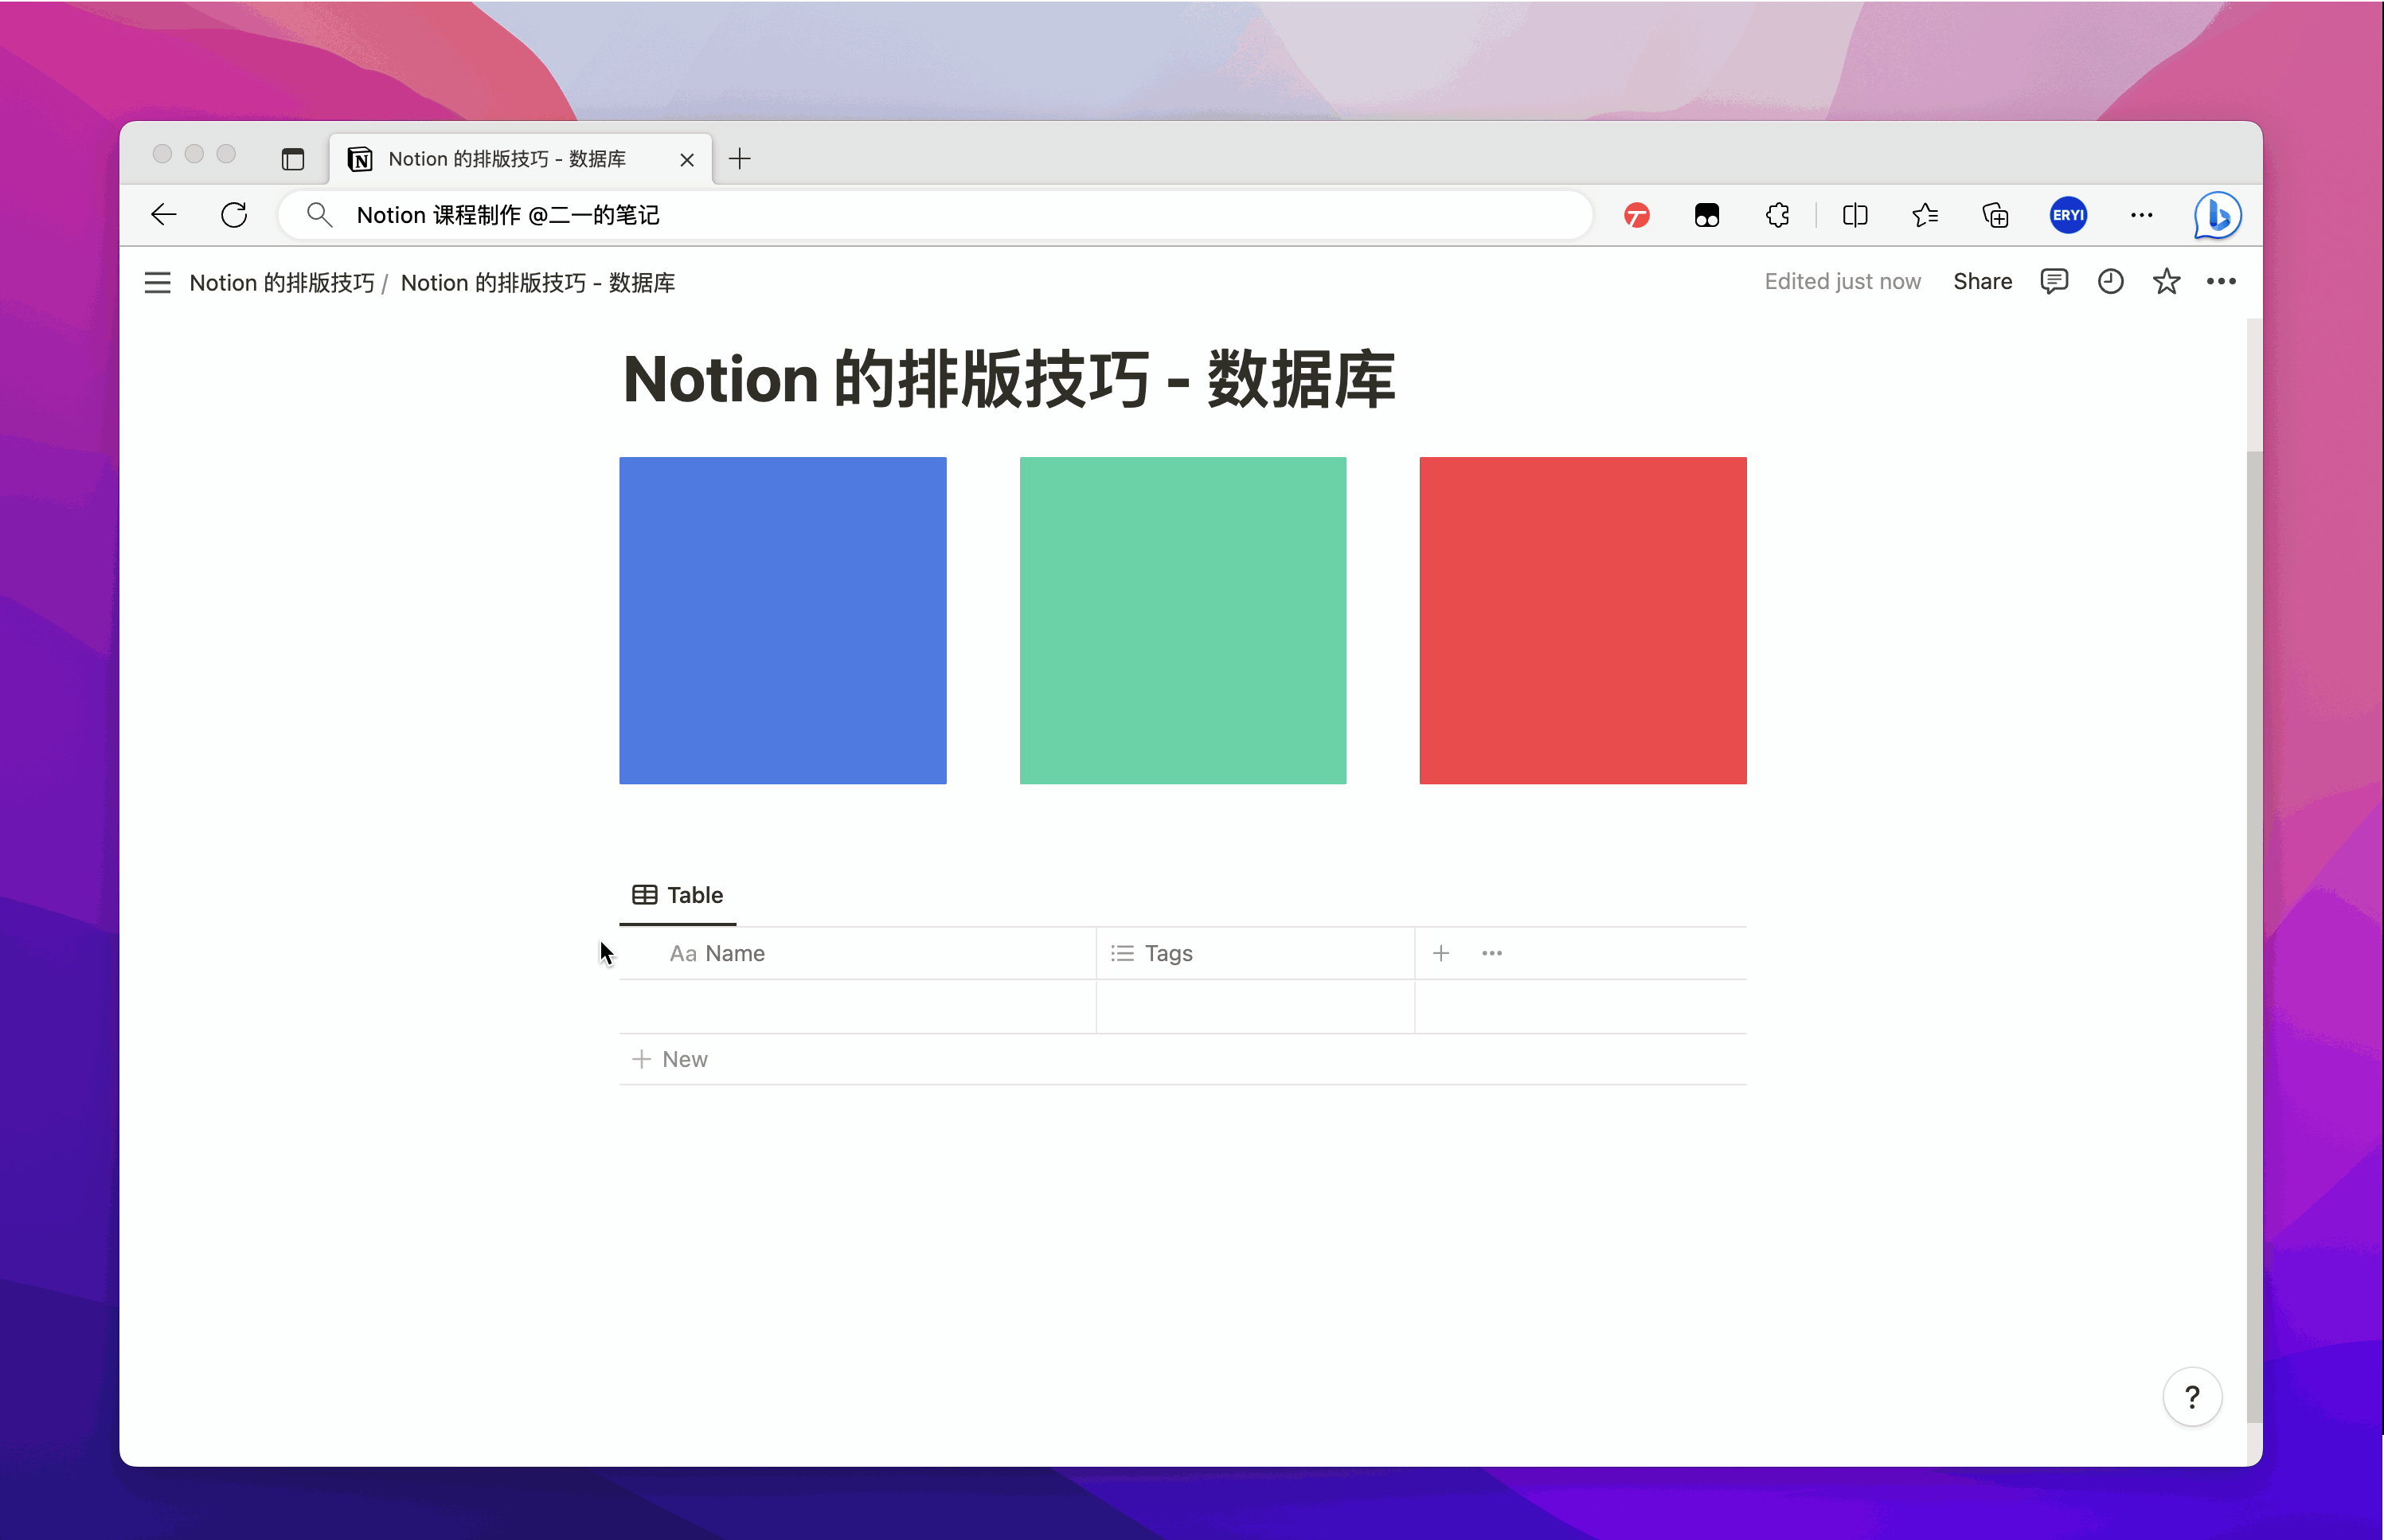 Notion 的排版技巧 - 数据库
Notion 课程制作 @二一的笔记
ERYI
Notion 的排版技巧 / Notion 的排版技巧 - 数据库
Edited just now Share
Notion 的排版技巧 - 数据库
Table
Aa Name Tags
New
?